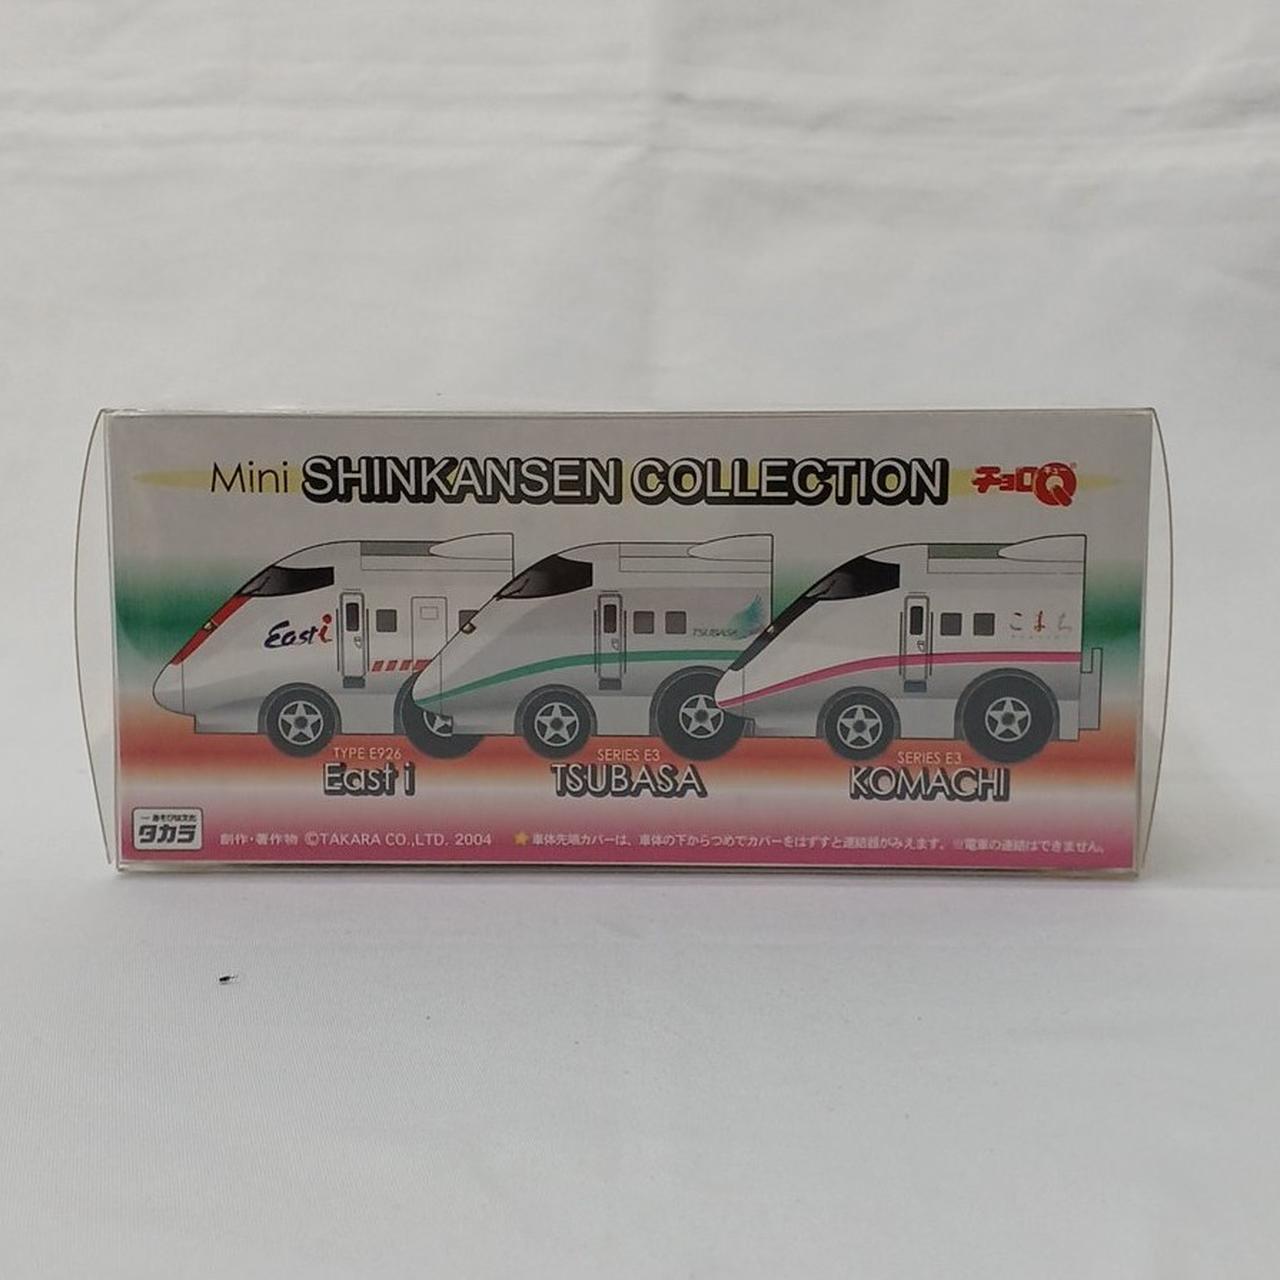 Mini SHINKANSEN COLLECTION チョロQ キュー
East i
TSUBASA
こまち
TYPE E926
East i
SERIES E3
TSUBASA
SERIES E3
KOMACHI
タカラ
創作・著作物 ©TAKARA CO.,LTD. 2004 ★車体先端カバーは、車体の下からつめでカバーをはずすと連結器がみえます。※電車の連結はできません。